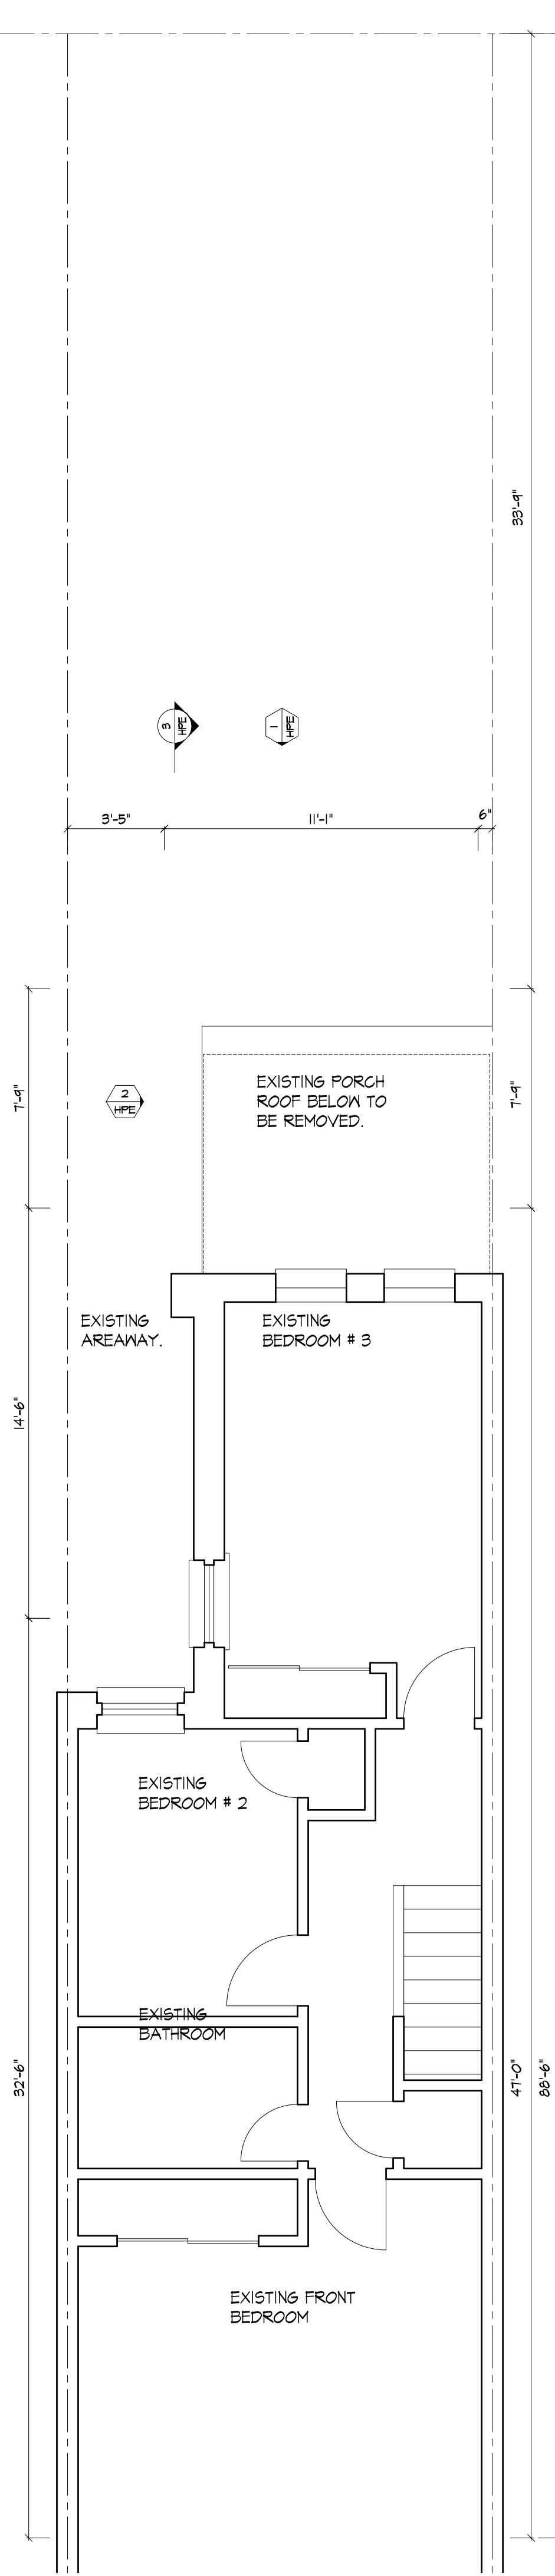 33'-9"
3
HPE
1
HPE
3'-5"
11'-1"
6"
7'-9"
2
HPE
EXISTING PORCH
ROOF BELOW TO
BE REMOVED.
7'-9"
EXISTING
AREAWAY.
EXISTING
BEDROOM # 3
14'-6"
EXISTING
BEDROOM # 2
EXISTING
BATHROOM
32'-6"
47'-0"
88'-6"
EXISTING FRONT
BEDROOM